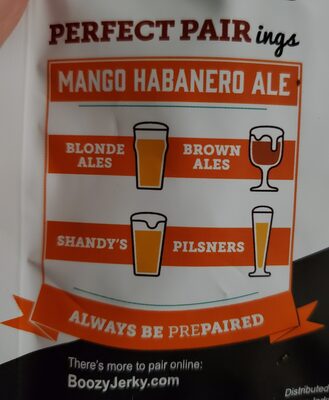 PERFECT PAIRings
MANGO HABANERO ALE
BLONDE ALES
BROWN ALES
SHANDY'S
PILSNERS
ALWAYS BE PREPAIRED
There's more to pair online:
BoozyJerky.com
Distributed